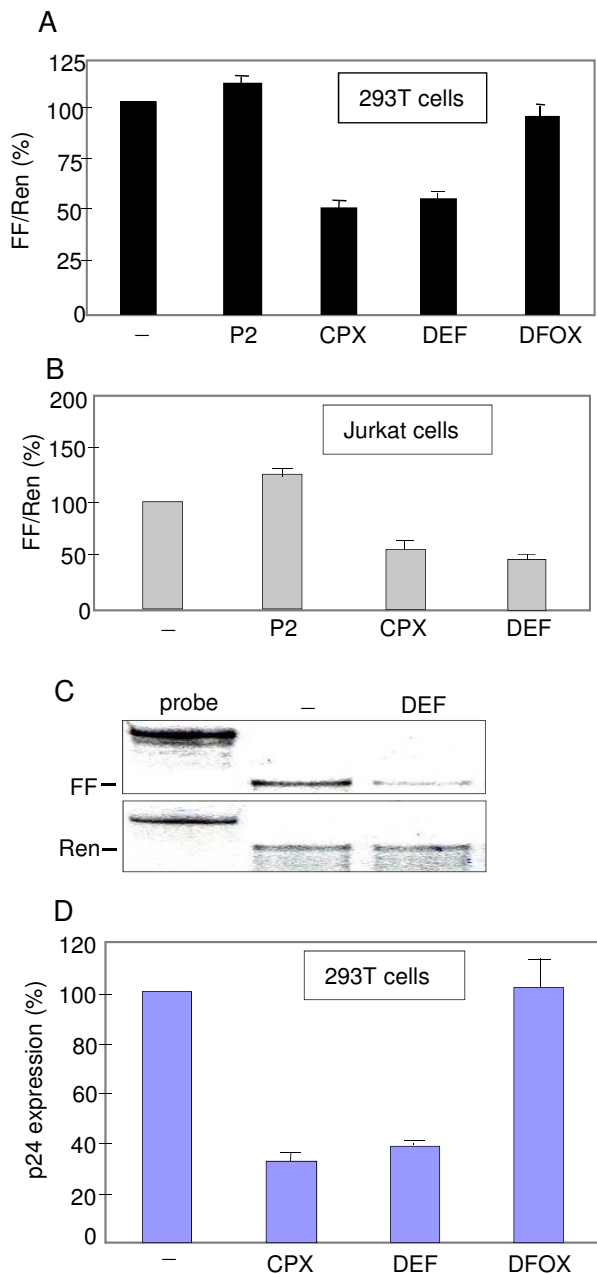 A
FF/Ren (%)
125
100
75
50
25
0
293T cells
– P2 CPX DEF DFOX
B
FF/Ren (%)
200
150
100
50
0
Jurkat cells
– P2 CPX DEF
C
probe – DEF
FF
Ren
D
p24 expression (%)
120
100
80
60
40
20
0
293T cells
– CPX DEF DFOX